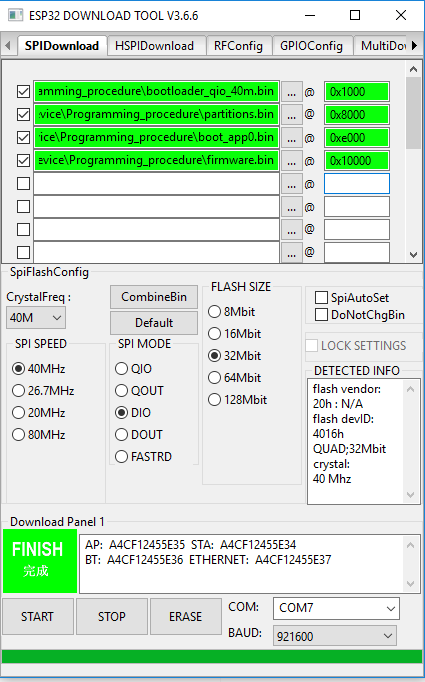 ESP32 DOWNLOAD TOOL V3.6.6
SPIDownload HSPIDownload RFConfig GPIOConfig MultiDow
amming_procedure\bootloader_qio_40m.bin ... @ 0x1000
evice\Programming_procedure\partitions.bin ... @ 0x8000
ice\Programming_procedure\boot_app0.bin ... @ 0xe000
evice\Programming_procedure\firmware.bin ... @ 0x10000
... @
... @
... @
... @
SpiFlashConfig
CrystalFreq :
40M
CombineBin
Default
SPI SPEED
40MHz
26.7MHz
20MHz
80MHz
SPI MODE
QIO
QOUT
DIO
DOUT
FASTRD
FLASH SIZE
8Mbit
16Mbit
32Mbit
64Mbit
128Mbit
SpiAutoSet
DoNotChgBin
LOCK SETTINGS
DETECTED INFO
flash vendor:
20h : N/A
flash devID:
4016h
QUAD;32Mbit
crystal:
40 Mhz
Download Panel 1
FINISH
完成
AP: A4CF12455E35 STA: A4CF12455E34
BT: A4CF12455E36 ETHERNET: A4CF12455E37
START STOP ERASE
COM: COM7
BAUD: 921600